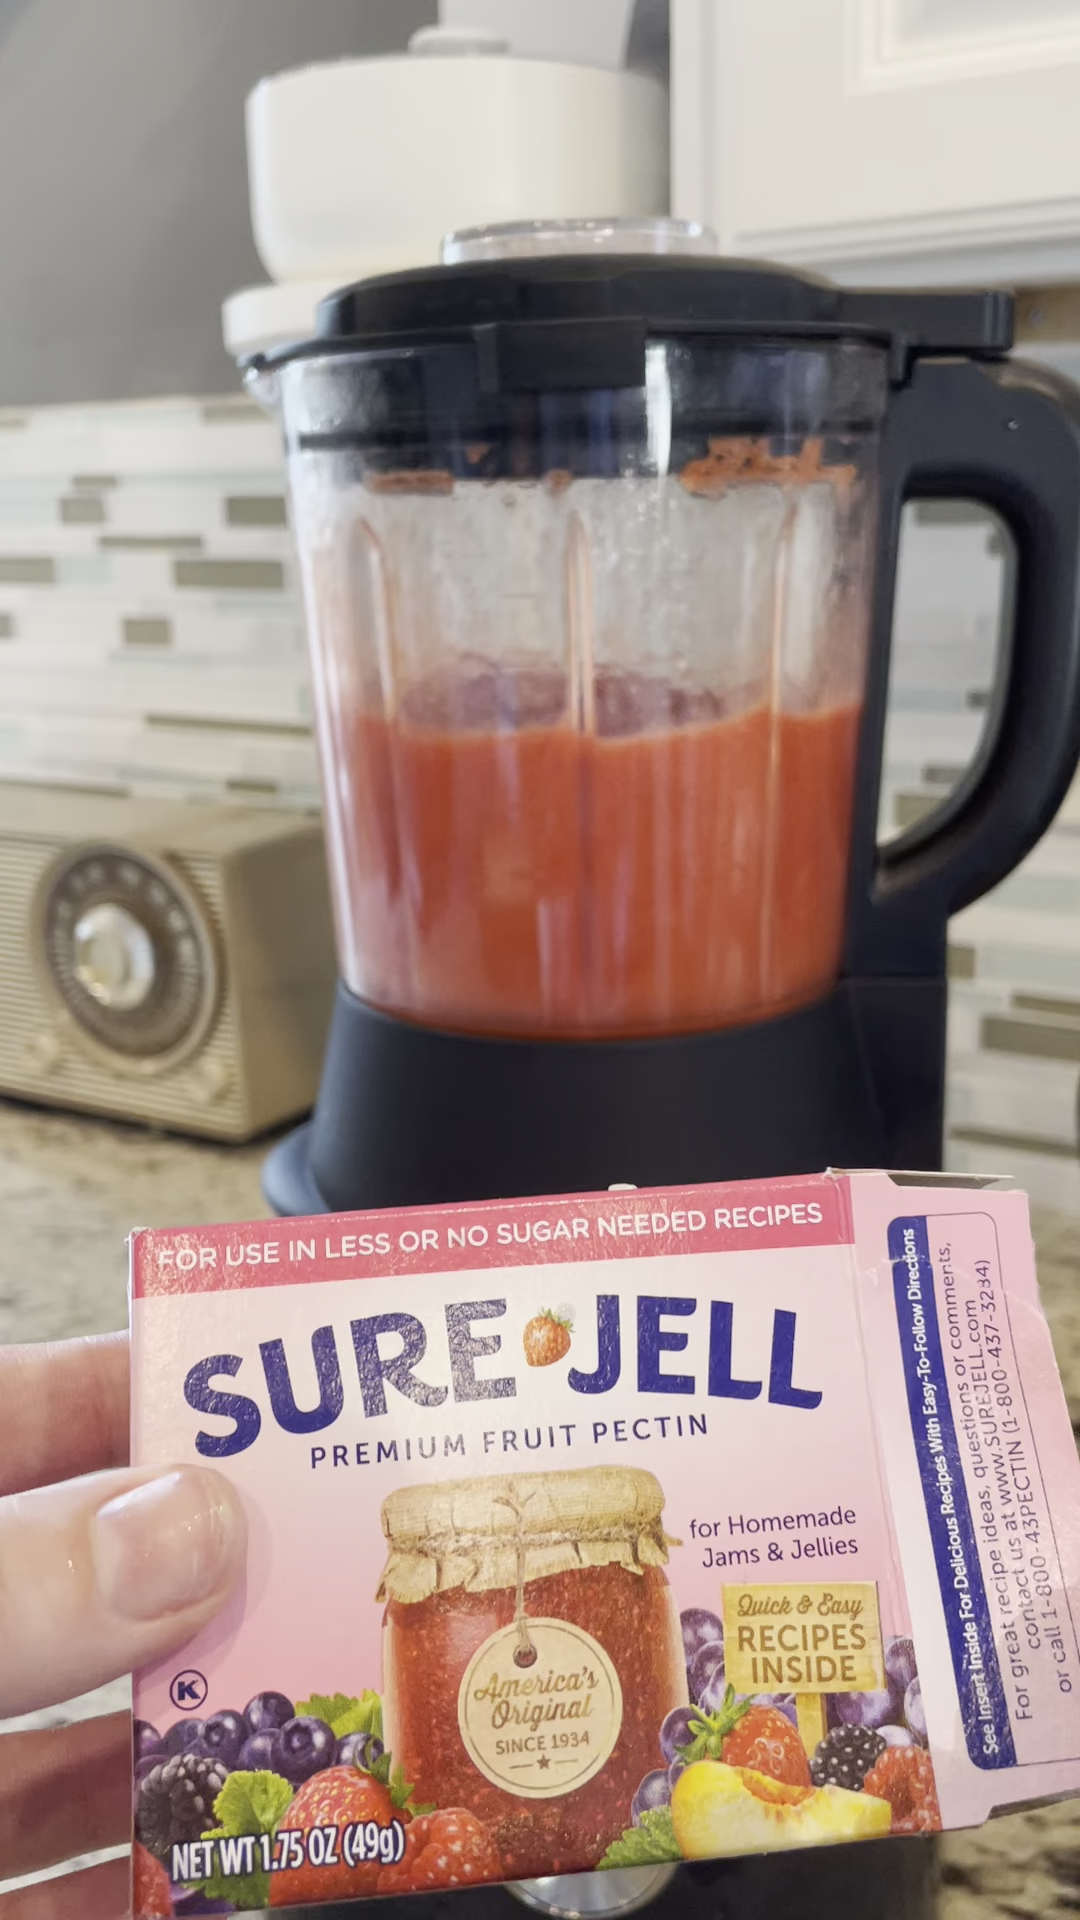 FOR USE IN LESS OR NO SUGAR NEEDED RECIPES
SURE JELL
PREMIUM FRUIT PECTIN
for Homemade
Jams & Jellies
Quick & Easy
RECIPES
INSIDE
America's
Original
SINCE 1934
K
NET WT 1.75 OZ (49g)
See Insert Inside For Delicious Recipes With Easy-To-Follow Directions
For great recipe ideas, questions or comments,
contact us at www.SUREJELL.com
or call 1-800-43PECTIN (1-800-437-3284)